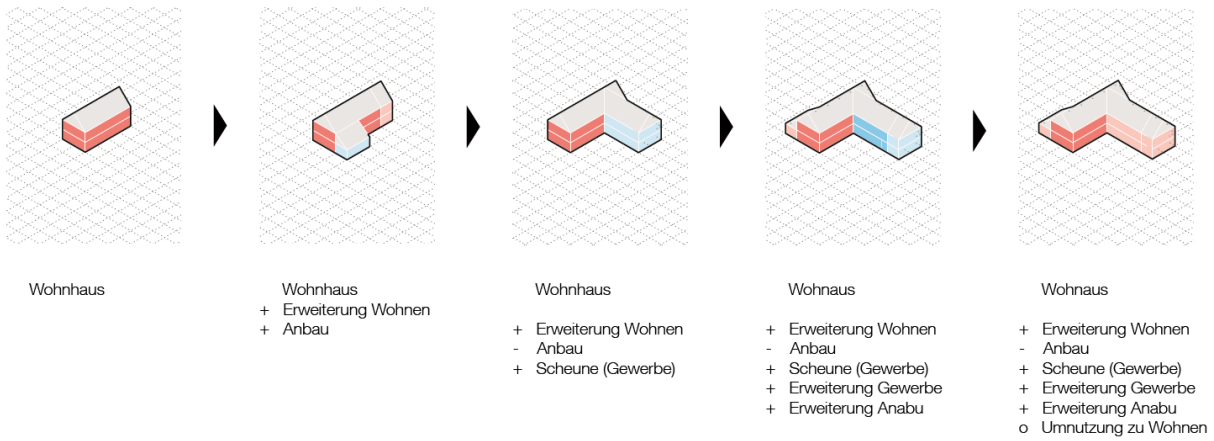 Wohnhaus
Wohnhaus
+ Erweiterung Wohnen
+ Anbau
Wohnhaus
+ Erweiterung Wohnen
- Anbau
+ Scheune (Gewerbe)
Wohnaus
+ Erweiterung Wohnen
- Anbau
+ Scheune (Gewerbe)
+ Erweiterung Gewerbe
+ Erweiterung Anabu
Wohnaus
+ Erweiterung Wohnen
- Anbau
+ Scheune (Gewerbe)
+ Erweiterung Gewerbe
+ Erweiterung Anabu
o Umnutzung zu Wohnen